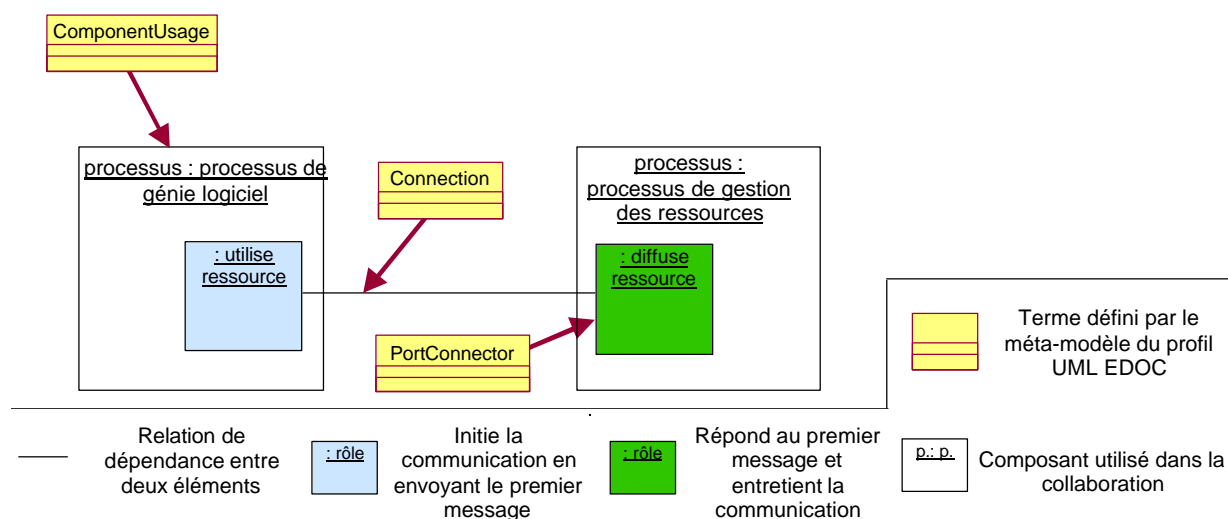 ComponentUsage
processus : processus de
génie logiciel
Connection
processus :
processus de gestion
des ressources
: utilise
ressource
: diffuse
ressource
PortConnector
Terme défini par le
méta-modèle du profil
UML EDOC
Relation de
dépendance entre
deux éléments
: rôle
Initie la
communication en
envoyant le premier
message
: rôle
Répond au premier
message et
entretient la
communication
p.: p.
Composant utilisé dans la
collaboration